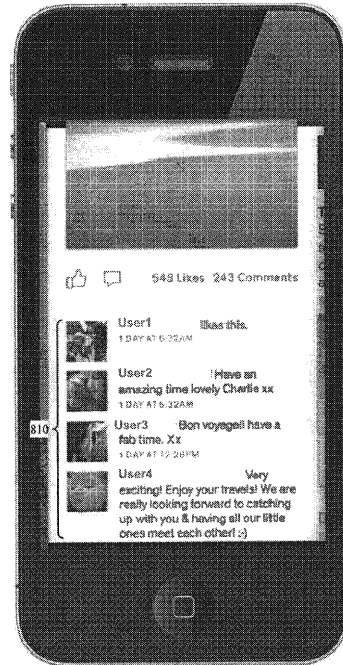 548 Likes 243 Comments
User1 likes this.
1 DAY AT 5:32AM
User2 Have an
amazing time lovely Charlie xx
1 DAY AT 5:32AM
810
User3 Bon voyage!! have a
fab time. Xx
1 DAY AT 12:26PM
User4 Very
exciting! Enjoy your travels! We are
really looking forward to catching
up with you & having all our little
ones meet each other! :-)